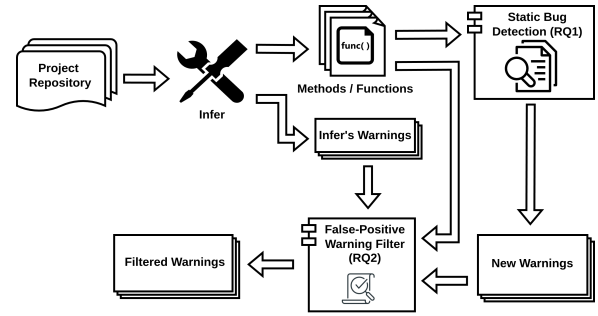 Project
Repository
Infer
func( )
Methods / Functions
Static Bug
Detection (RQ1)
Infer's Warnings
False-Positive
Warning Filter
(RQ2)
Filtered Warnings
New Warnings